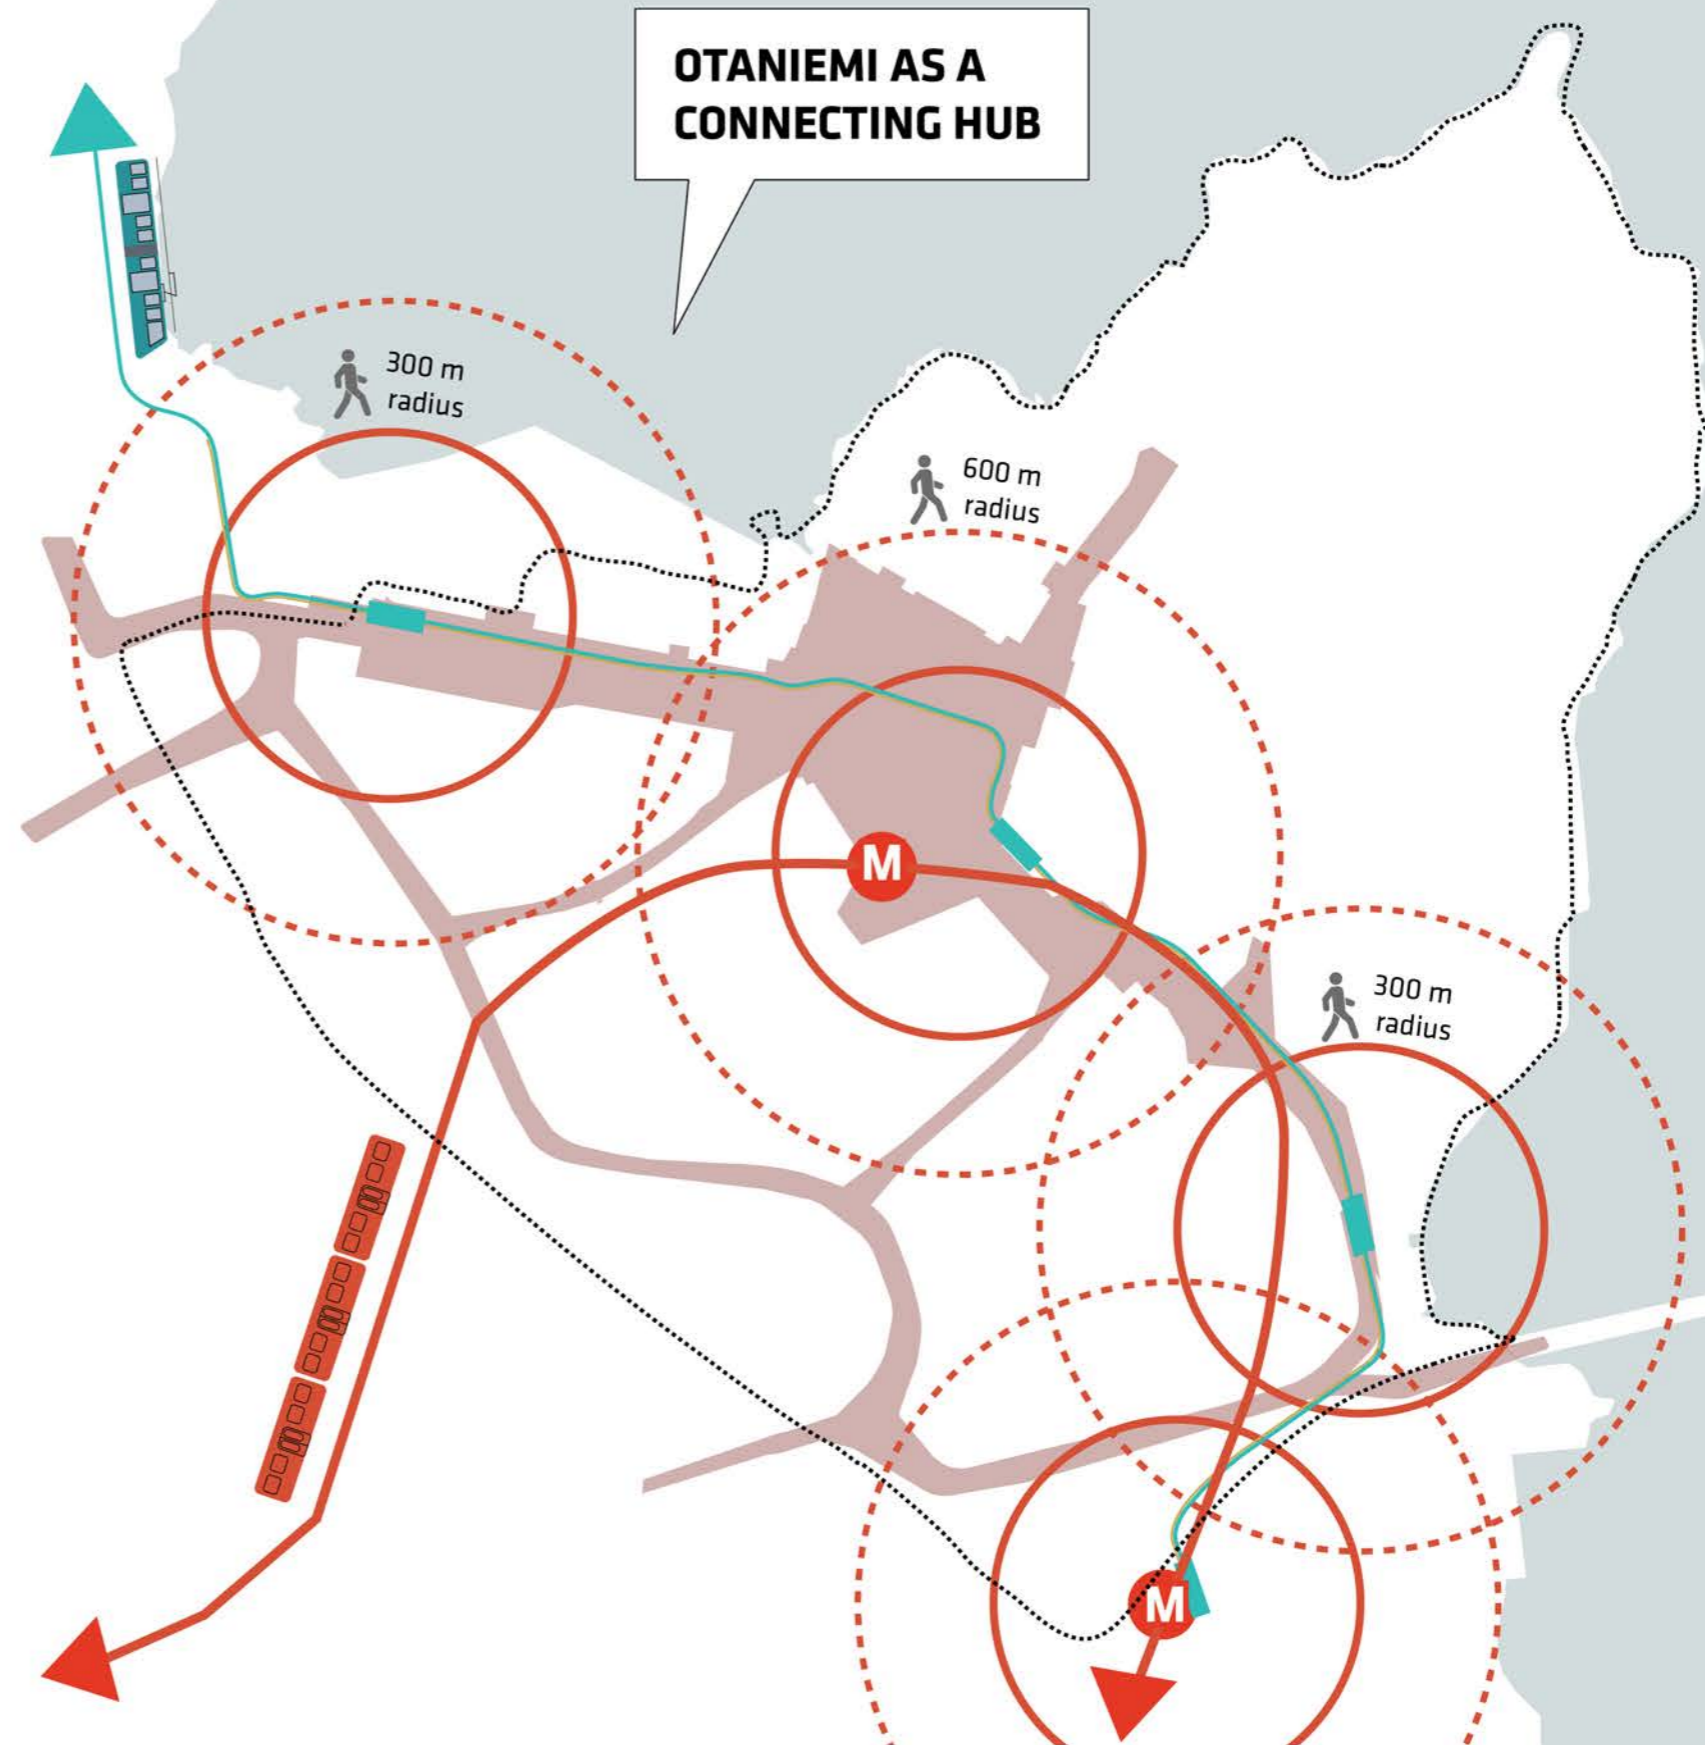 OTANIEMI AS A
CONNECTING HUB
300 m
radius
600 m
radius
M
300 m
radius
M